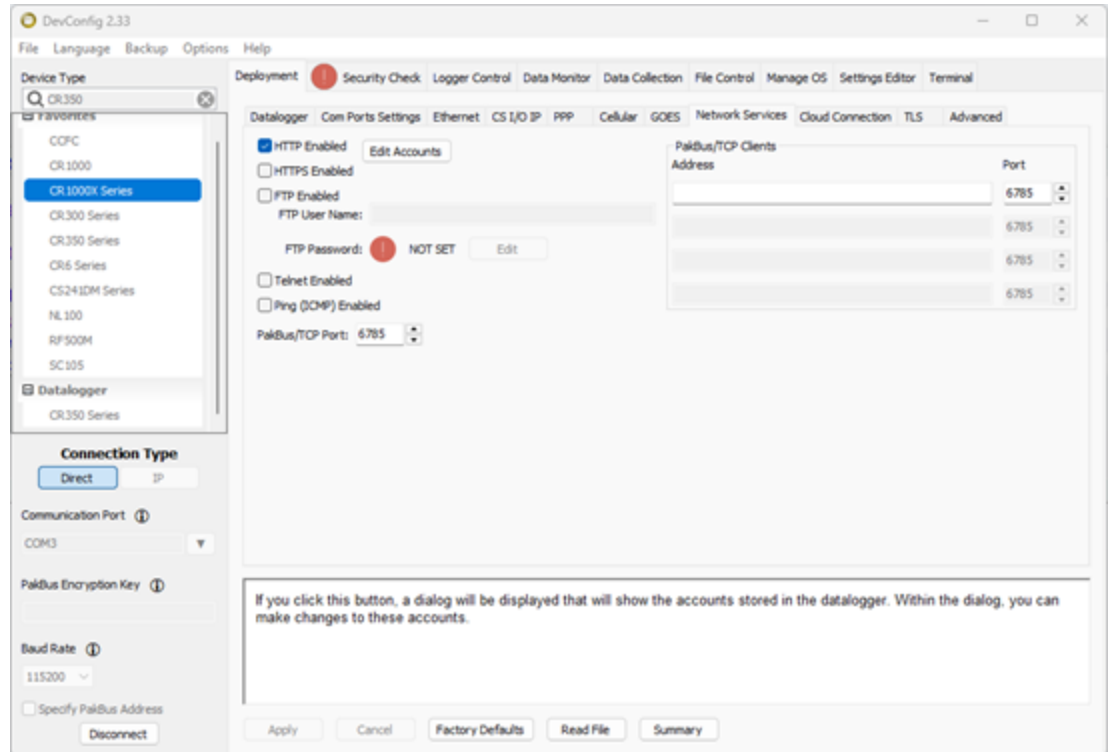 DevConfig 2.33
File Language Backup Options Help
Device Type
CR350
Favorites
CCFC
CR1000
CR1000X Series
CR300 Series
CR350 Series
CR6 Series
CS241DM Series
NL100
RF500M
SC105
Datalogger
CR350 Series
Connection Type
Direct IP
Communication Port
COM3
PakBus Encryption Key
Baud Rate
115200
Specify PakBus Address
Disconnect
Deployment ! Security Check Logger Control Data Monitor Data Collection File Control Manage OS Settings Editor Terminal
Datalogger Com Ports Settings Ethernet CS I/O IP PPP Cellular GOES Network Services Cloud Connection TLS Advanced
HTTP Enabled Edit Accounts
HTTPS Enabled
FTP Enabled
FTP User Name:
FTP Password: ! NOT SET Edit
Telnet Enabled
Ping (ICMP) Enabled
PakBus/TCP Port: 6785
PakBus/TCP Clients
Address Port
6785
6785
6785
6785
If you click this button, a dialog will be displayed that will show the accounts stored in the datalogger. Within the dialog, you can
make changes to these accounts.
Apply Cancel Factory Defaults Read File Summary